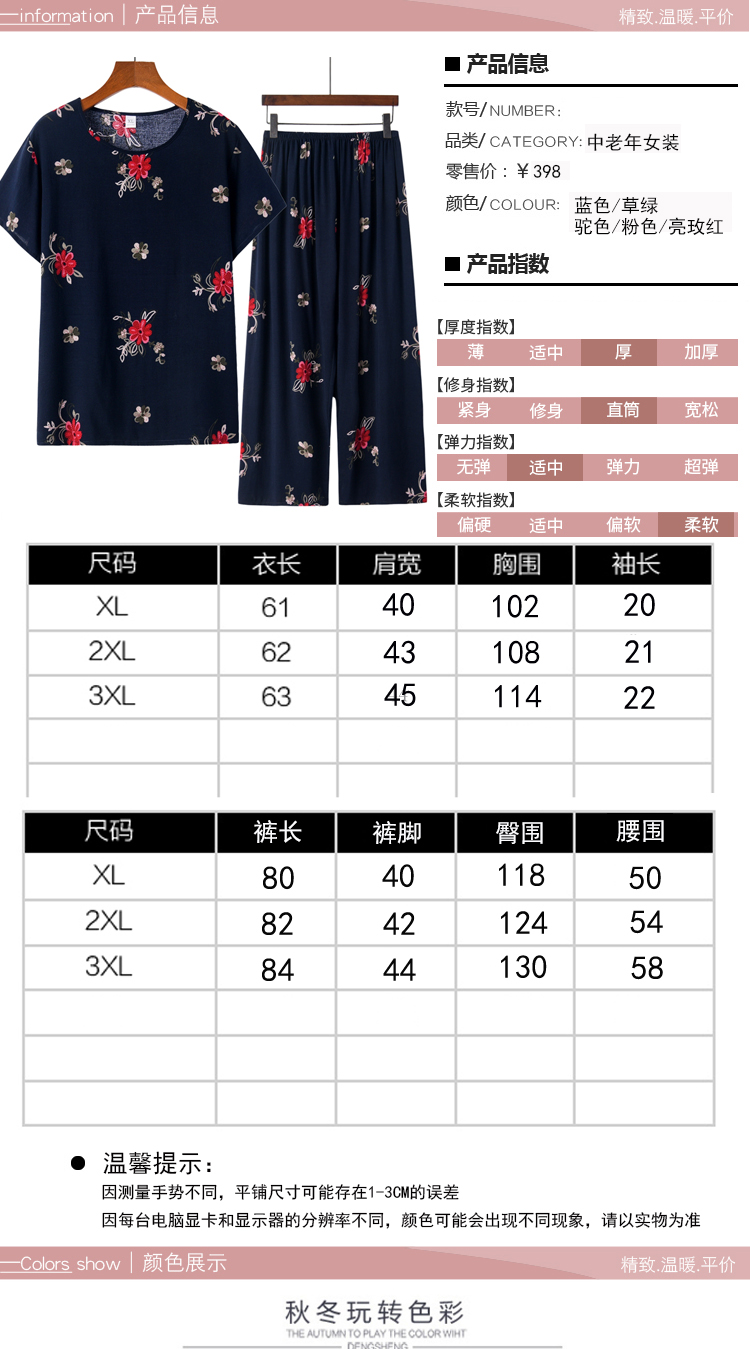 information | 产品信息
精致.温暖.平价
■ 产品信息
款号/NUMBER:
品类/CATEGORY: 中老年女装
零售价：￥398
颜色/COLOUR: 蓝色/草绿
驼色/粉色/亮玫红
■ 产品指数
【厚度指数】
薄 适中 厚 加厚
【修身指数】
紧身 修身 直筒 宽松
【弹力指数】
无弹 适中 弹力 超弹
【柔软指数】
偏硬 适中 偏软 柔软
尺码 衣长 肩宽 胸围 袖长
XL 61 40 102 20
2XL 62 43 108 21
3XL 63 45 114 22
尺码 裤长 裤脚 臀围 腰围
XL 80 40 118 50
2XL 82 42 124 54
3XL 84 44 130 58
● 温馨提示：
因测量手势不同，平铺尺寸可能存在1-3CM的误差
因每台电脑显卡和显示器的分辨率不同，颜色可能会出现不同现象，请以实物为准
Colors show | 颜色展示
精致.温暖.平价
秋冬玩转色彩
THE AUTUMN TO PLAY THE COLOR WIHT
DENGSHENG